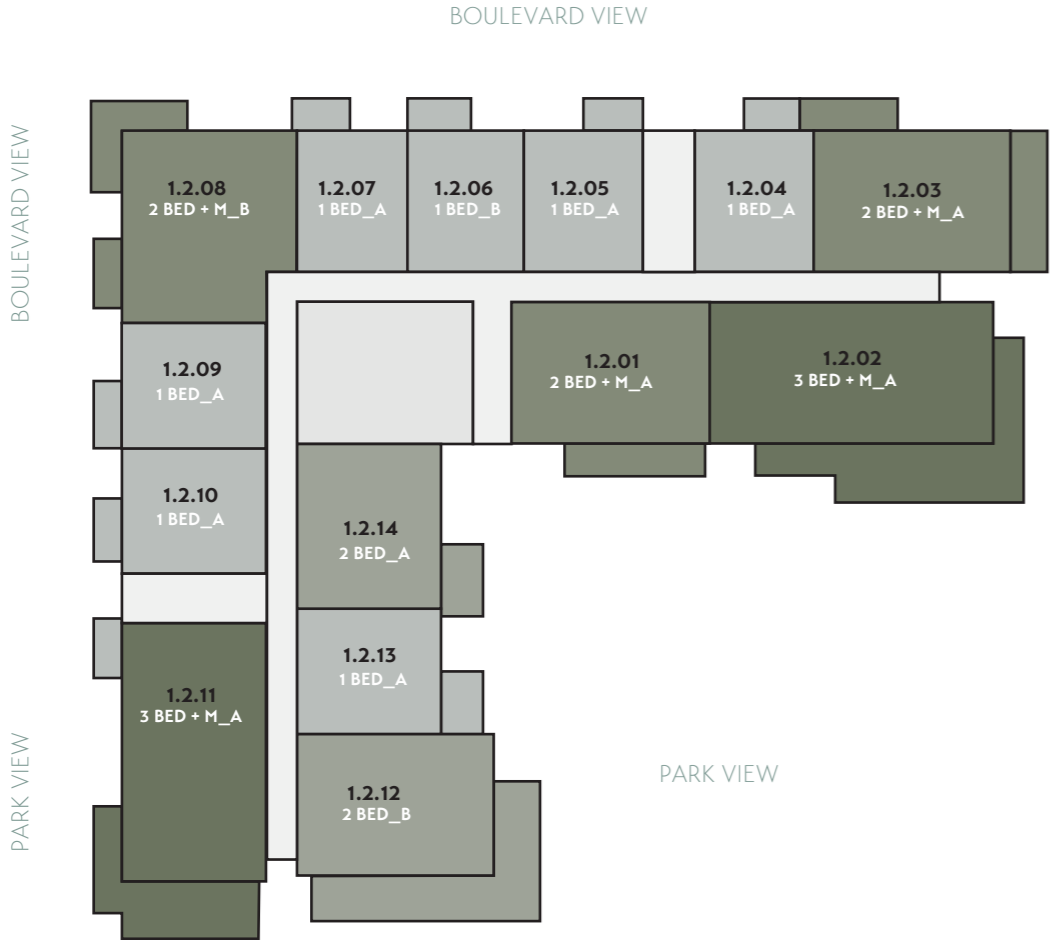 BOULEVARD VIEW
BOULEVARD VIEW
1.2.08
2 BED + M_B
1.2.07
1 BED_A
1.2.06
1 BED_B
1.2.05
1 BED_A
1.2.04
1 BED_A
1.2.03
2 BED + M_A
1.2.01
2 BED + M_A
1.2.02
3 BED + M_A
1.2.09
1 BED_A
1.2.10
1 BED_A
1.2.14
2 BED_A
1.2.13
1 BED_A
1.2.11
3 BED + M_A
1.2.12
2 BED_B
PARK VIEW
PARK VIEW